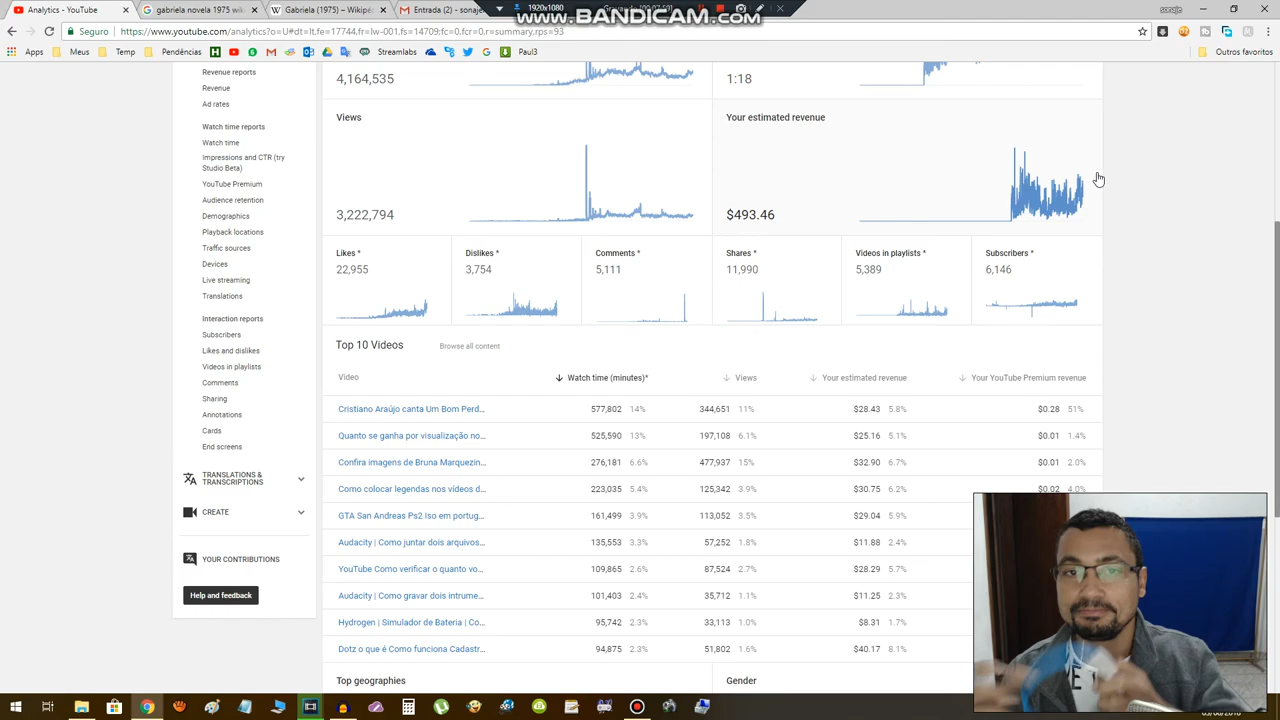 Analytics - YouTube
gabriela novela 1975 - Pe
Gabriela (1975) – Wikipéc
Entrada (2) - sonaje
1920x1080
www.BANDICAM.com
Seguro
https://www.youtube.com/analytics?o=U#dt=lt,fe=17744,fr=lw-001,fs=14709;fc=0,fcr=0,r=summary,rps=93
Apps
Meus
Temp
Pendências
Streamlabs
Paul3
Outros favoritos
Revenue reports
Revenue
Ad rates
Watch time reports
Watch time
Impressions and CTR (try
Studio Beta)
YouTube Premium
Audience retention
Demographics
Playback locations
Traffic sources
Devices
Live streaming
Translations
Interaction reports
Subscribers
Likes and dislikes
Videos in playlists
Comments
Sharing
Annotations
Cards
End screens
TRANSLATIONS &
TRANSCRIPTIONS
CREATE
YOUR CONTRIBUTIONS
Help and feedback
4,164,535
1:18
Views
Your estimated revenue
3,222,794
$493.46
Likes * Dislikes * Comments * Shares * Videos in playlists * Subscribers *
22,955 3,754 5,111 11,990 5,389 6,146
Top 10 Videos Browse all content
Video Watch time (minutes)* Views Your estimated revenue Your YouTube Premium revenue
Cristiano Araújo canta Um Bom Perd... 577,802 14% 344,651 11% $28.43 5.8% $0.28 51%
Quanto se ganha por visualização no... 525,590 13% 197,108 6.1% $25.16 5.1% $0.01 1.4%
Confira imagens de Bruna Marquezin... 276,181 6.6% 477,937 15% $32.90 6.7% $0.01 2.0%
Como colocar legendas nos vídeos d... 223,035 5.4% 125,342 3.9% $30.75 6.2% $0.02 4.0%
GTA San Andreas Ps2 Iso em portug... 161,499 3.9% 113,052 3.5% $29.04 5.9%
Audacity | Como juntar dois arquivos... 135,553 3.3% 57,252 1.8% $11.88 2.4%
YouTube Como verificar o quanto vo... 109,865 2.6% 87,524 2.7% $28.29 5.7%
Audacity | Como gravar dois intrume... 101,403 2.4% 35,712 1.1% $11.25 2.3%
Hydrogen | Simulador de Bateria | Co... 95,742 2.3% 33,113 1.0% $8.31 1.7%
Dotz o que é Como funciona Cadastr... 94,875 2.3% 51,802 1.6% $40.17 8.1%
Top geographies
Gender